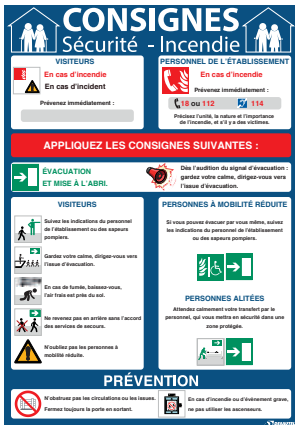 CONSIGNES
Sécurité - Incendie
VISITEURS
En cas d'incendie
En cas d'incident
Prévenez immédiatement :
PERSONNEL DE L'ÉTABLISSEMENT
En cas d'incendie
Prévenez immédiatement :
18 ou 112
114
Précisez l'unité, la nature et l'importance
de l'incendie, et s'il y a des victimes.
APPLIQUEZ LES CONSIGNES SUIVANTES :
ÉVACUATION
ET MISE À L'ABRI.
Dès l'audition du signal d'évacuation :
gardez votre calme, dirigez-vous vers
l'issue d'évacuation.
VISITEURS
Suivez les indications du personnel
de l'établissement ou des sapeurs
pompiers.
Gardez votre calme, dirigez-vous vers
l'issue d'évacuation.
En cas de fumée, baissez-vous,
l'air frais est près du sol.
Ne revenez pas en arrière sans l'accord
des services de secours.
N'oubliez pas les personnes à
mobilité réduite.
PERSONNES À MOBILITÉ RÉDUITE
Si vous pouvez évacuer par vous même, suivez
les indications du personnel de l'établissement
ou des sapeurs pompiers.
PERSONNES ALITÉES
Attendez calmement votre transfert par le
personnel, qui vous mettra en sécurité dans une
zone protégée.
PRÉVENTION
N'obstruez pas les circulations ou les issues.
Fermez toujours la porte en sortant.
En cas d'incendie ou d'événement grave,
ne pas utiliser les ascenseurs.